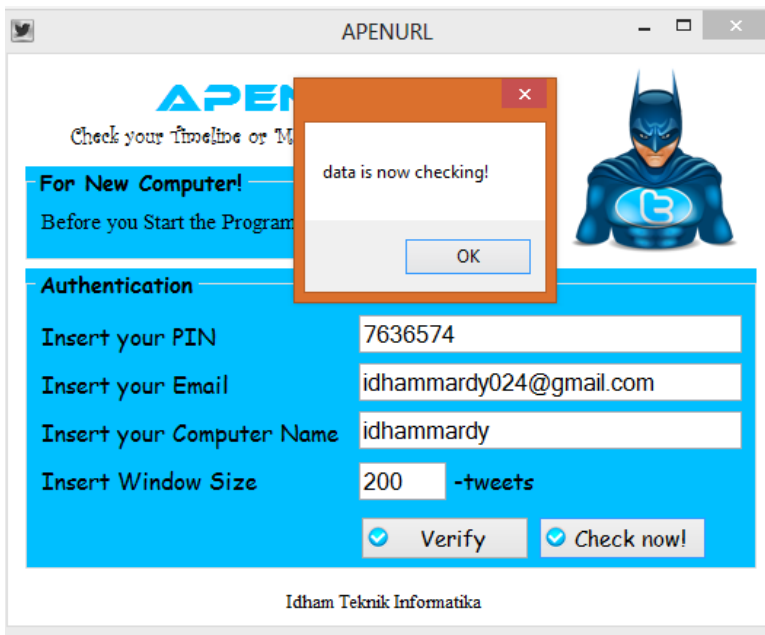 APENURL
APEN
Check your Timeline or
data is now checking!
OK
For New Computer!
Before you Start the Program
Authentication
Insert your PIN 7636574
Insert your Email idhammardy024@gmail.com
Insert your Computer Name idhammardy
Insert Window Size 200 -tweets
Verify Check now!
Idham Teknik Informatika